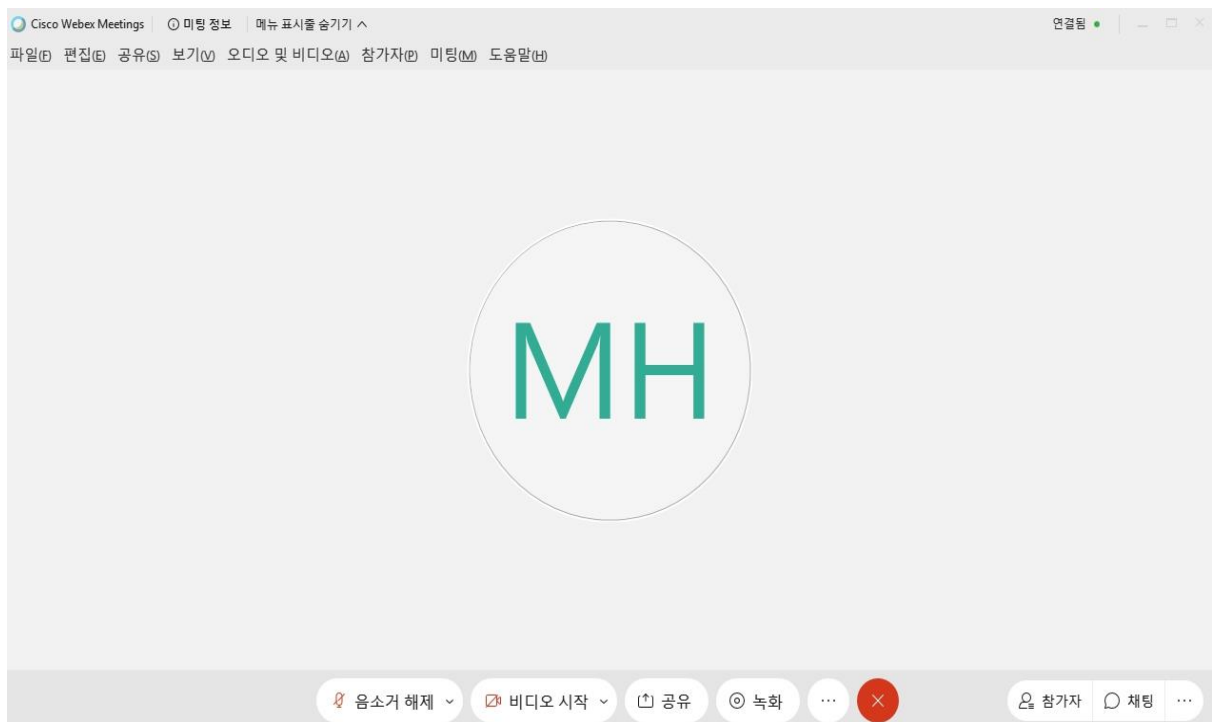 Cisco Webex Meetings 미팅 정보 메뉴 표시줄 숨기기 연결됨
파일(F) 편집(E) 공유(S) 보기(V) 오디오 및 비디오(A) 참가자(P) 미팅(M) 도움말(H)
MH
음소거 해제 비디오 시작 공유 녹화 ... 참가자 채팅 ...